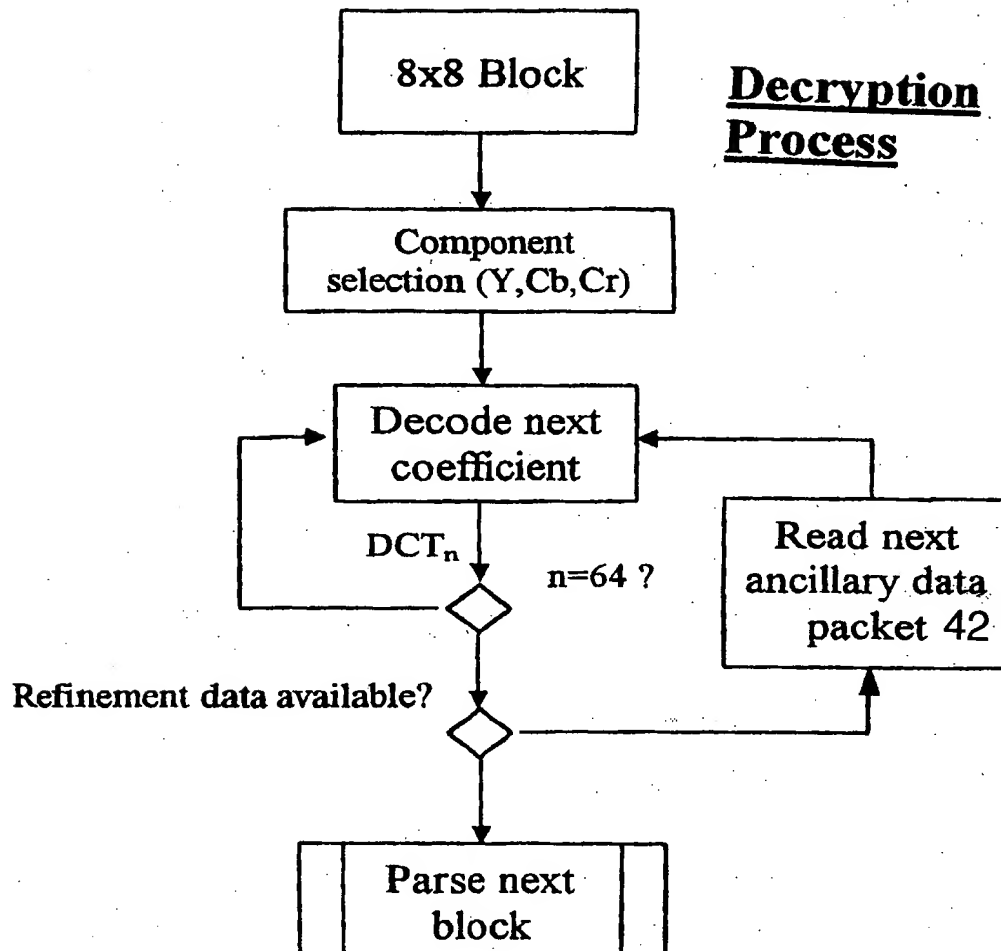 8x8 Block
Decryption
Process
Component
selection (Y,Cb,Cr)
Decode next
coefficient
DCTn
n=64 ?
Read next
ancillary data
packet 42
Refinement data available?
Parse next
block